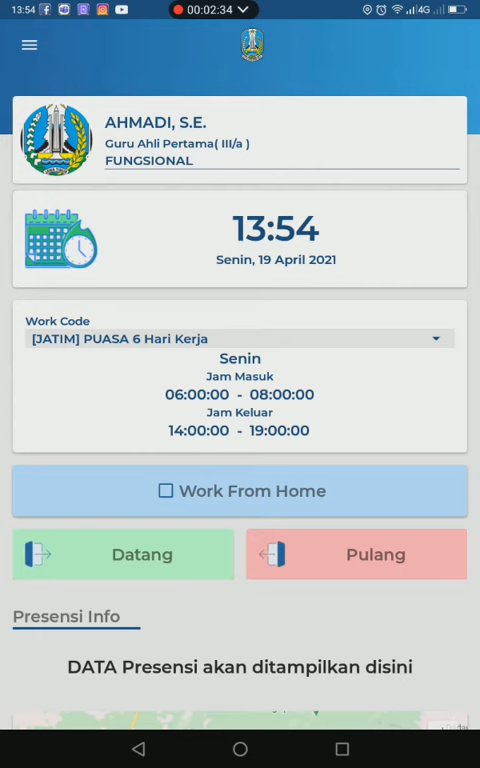 13:54
00:02:34
4G
AHMADI, S.E.
Guru Ahli Pertama( III/a )
FUNGSIONAL
13:54
Senin, 19 April 2021
Work Code
[JATIM] PUASA 6 Hari Kerja
Senin
Jam Masuk
06:00:00 - 08:00:00
Jam Keluar
14:00:00 - 19:00:00
Work From Home
Datang
Pulang
Presensi Info
DATA Presensi akan ditampilkan disini